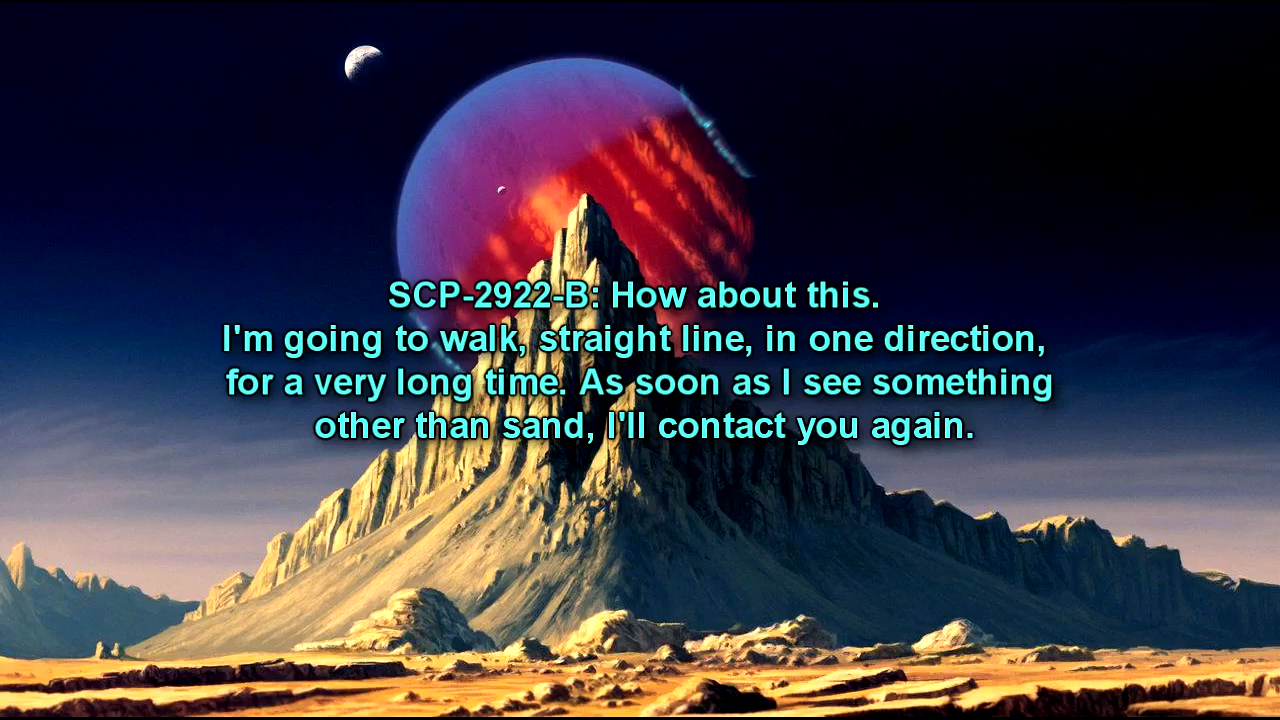 SCP-2922-B: How about this.
I'm going to walk, straight line, in one direction,
for a very long time. As soon as I see something
other than sand, I'll contact you again.